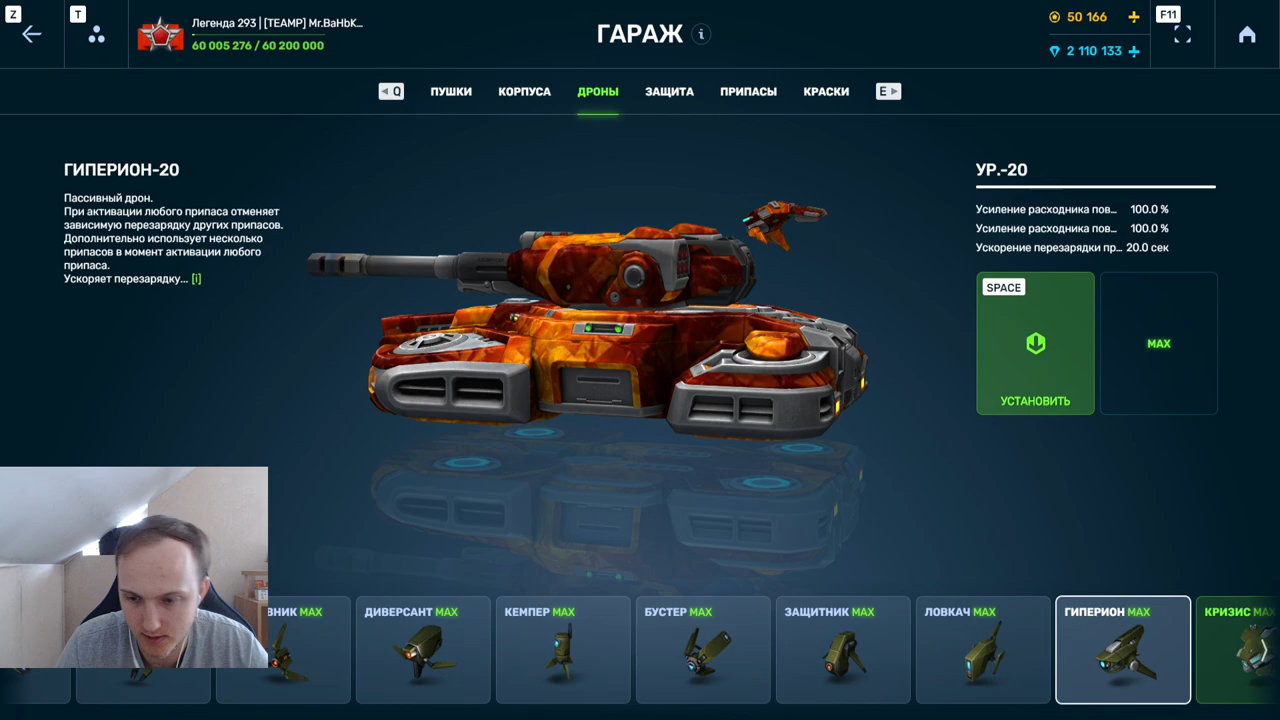 Z
T
Легенда 293 | [TEAMP] Mr.BaHbK...
60 005 276 / 60 200 000
ГАРАЖ i
50 166 +
2 110 133 +
F11
Q ПУШКИ КОРПУСА ДРОНЫ ЗАЩИТА ПРИПАСЫ КРАСКИ E
ГИПЕРИОН-20
Пассивный дрон.
При активации любого припаса отменяет
зависимую перезарядку других припасов.
Дополнительно использует несколько
припасов в момент активации любого
припаса.
Ускоряет перезарядку... [i]
УР.-20
Усиление расходника пов... 100.0 %
Усиление расходника пов... 100.0 %
Ускорение перезарядки пр... 20.0 сек
SPACE
УСТАНОВИТЬ
MAX
ВНИК MAX
ДИВЕРСАНТ MAX
КЕМПЕР MAX
БУСТЕР MAX
ЗАЩИТНИК MAX
ЛОВКАЧ MAX
ГИПЕРИОН MAX
КРИЗИС MAX